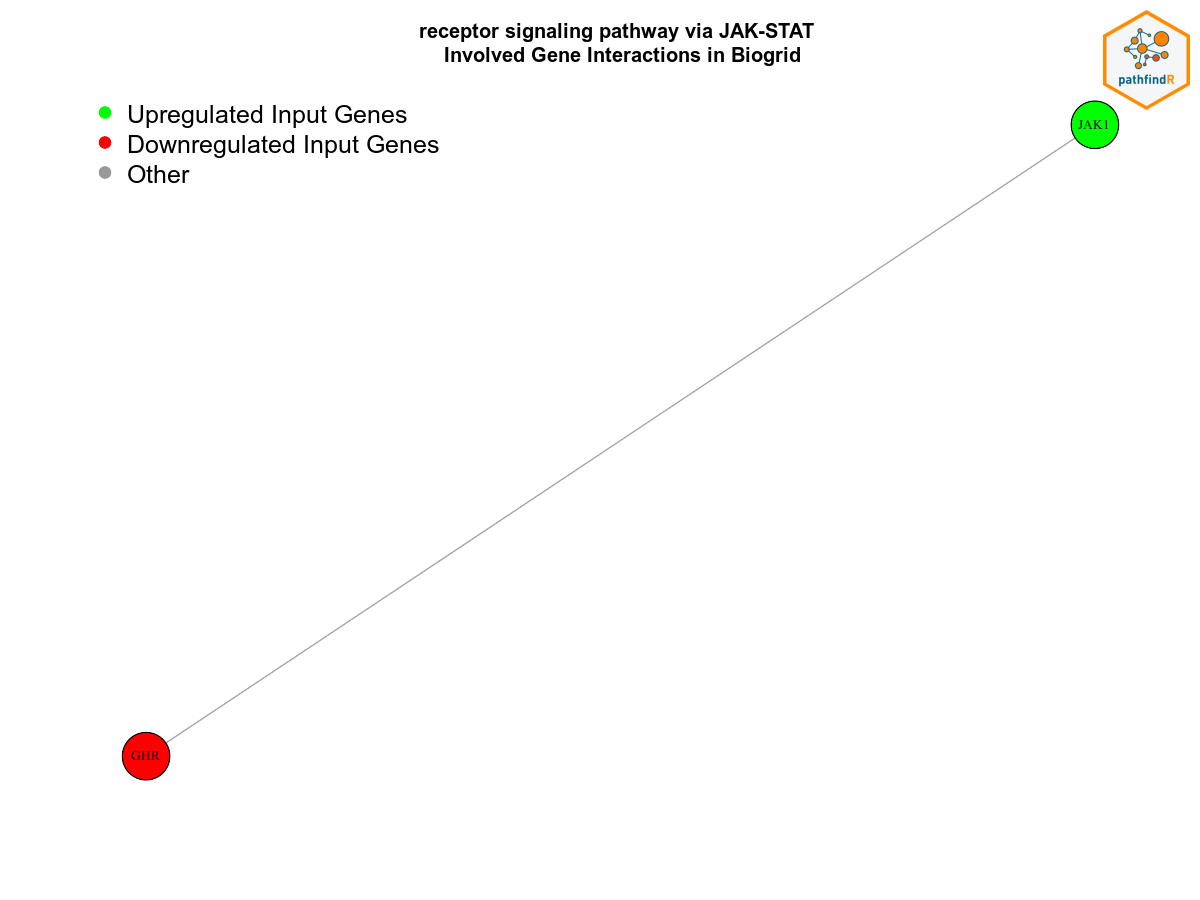 receptor signaling pathway via JAK-STAT
Involved Gene Interactions in Biogrid
pathfindR
Upregulated Input Genes
Downregulated Input Genes
Other
JAK1
GHR